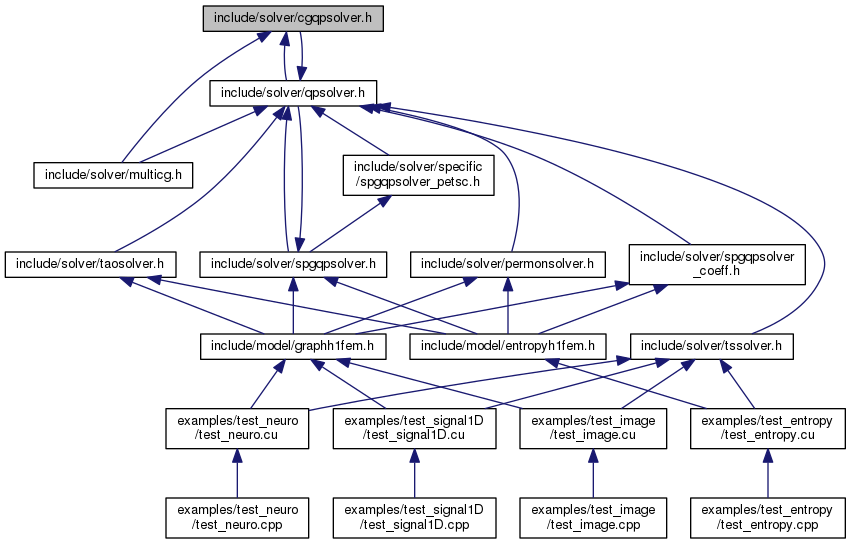 include/solver/cgqpsolver.h
include/solver/qpsolver.h
include/solver/multicg.h
include/solver/specific
/spgqpsolver_petsc.h
include/solver/taosolver.h
include/solver/spgqpsolver.h
include/solver/permonsolver.h
include/solver/spgqpsolver
_coeff.h
include/model/graphh1fem.h
include/model/entropyh1fem.h
include/solver/tssolver.h
examples/test_neuro
/test_neuro.cu
examples/test_signal1D
/test_signal1D.cu
examples/test_image
/test_image.cu
examples/test_entropy
/test_entropy.cu
examples/test_neuro
/test_neuro.cpp
examples/test_signal1D
/test_signal1D.cpp
examples/test_image
/test_image.cpp
examples/test_entropy
/test_entropy.cpp